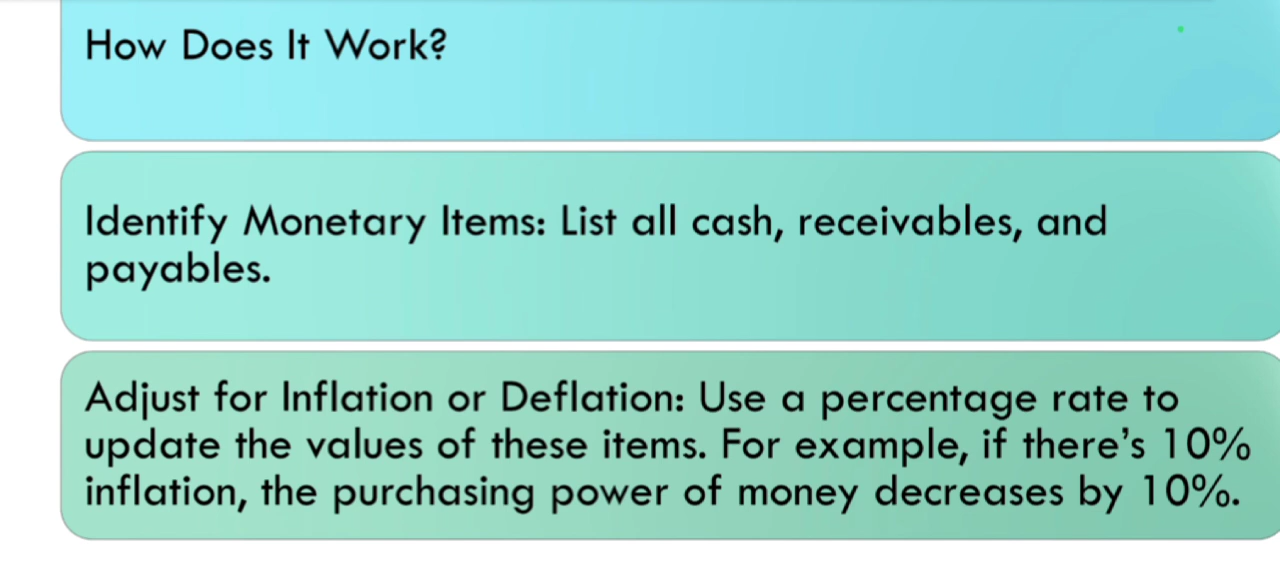 How Does It Work?
Identify Monetary Items: List all cash, receivables, and
payables.
Adjust for Inflation or Deflation: Use a percentage rate to
update the values of these items. For example, if there’s 10%
inflation, the purchasing power of money decreases by 10%.